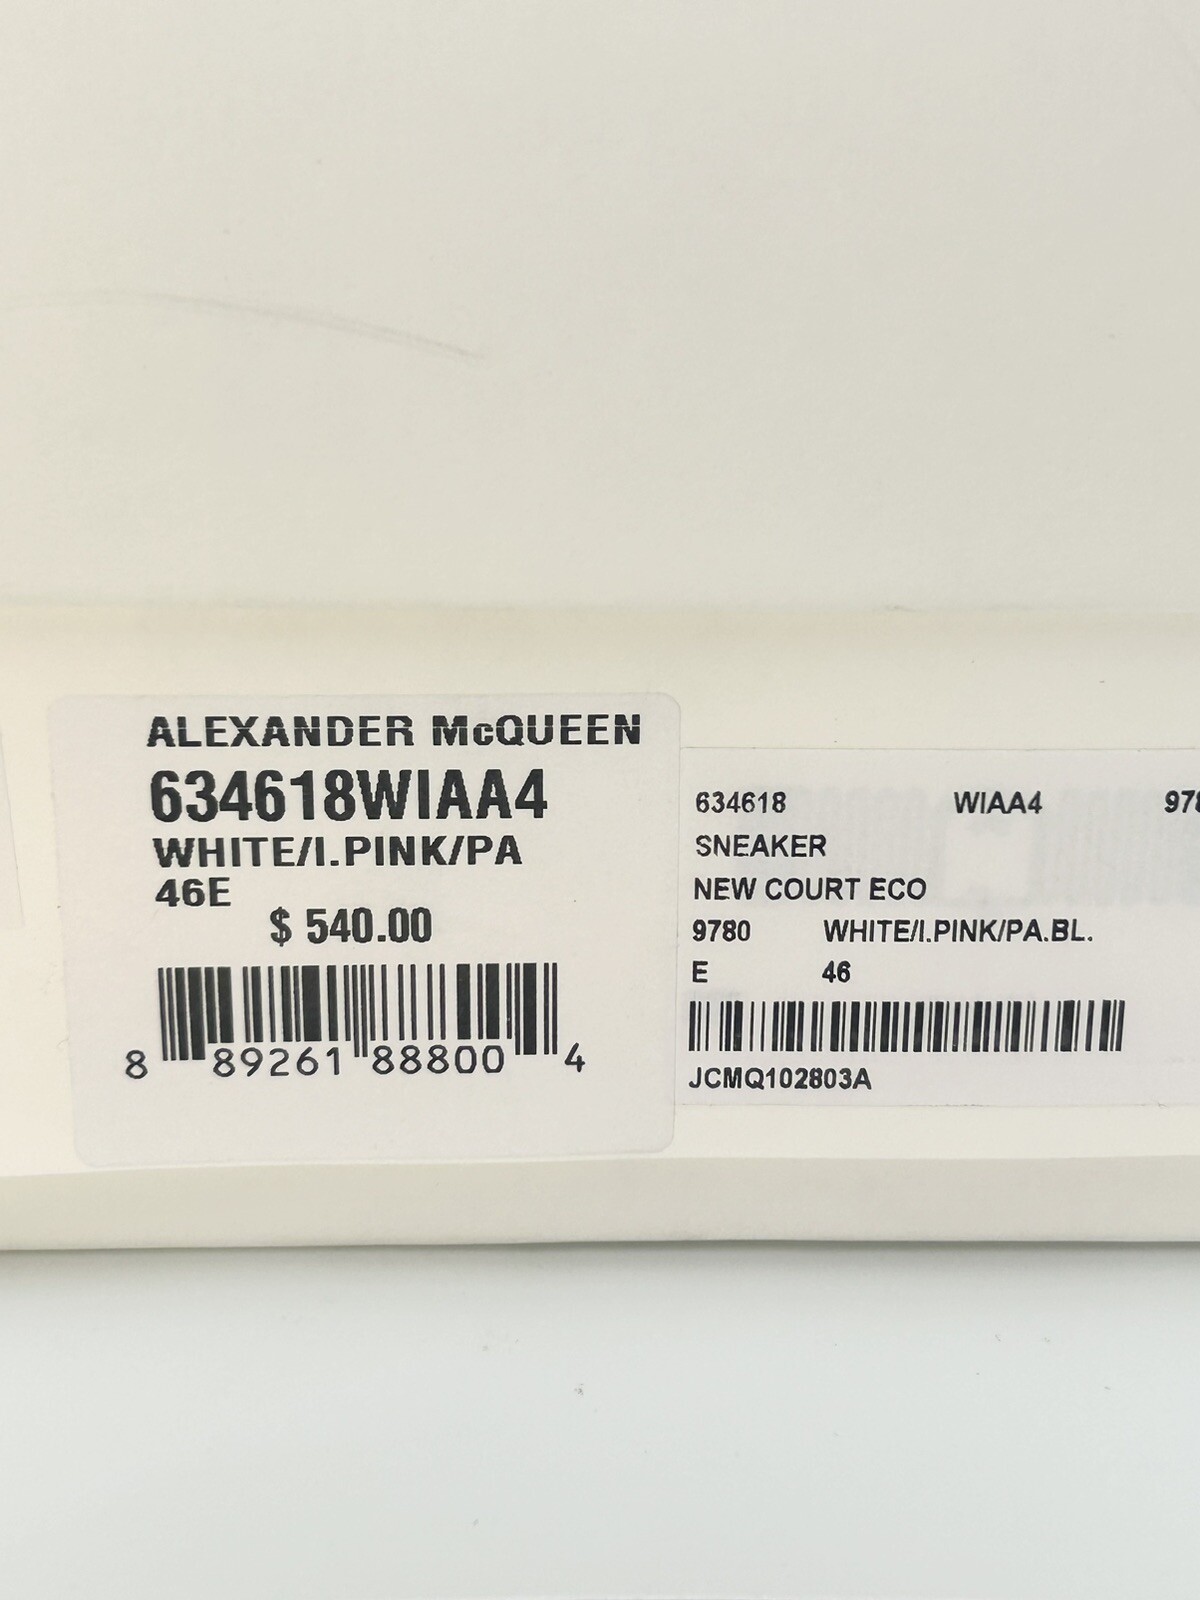 ALEXANDER McQUEEN
634618WIAA4
WHITE/I.PINK/PA
46E
$ 540.00
8 89261 88800 4
634618 WIAA4 978
SNEAKER
NEW COURT ECO
9780 WHITE/I.PINK/PA.BL.
E 46
JCMQ102803A